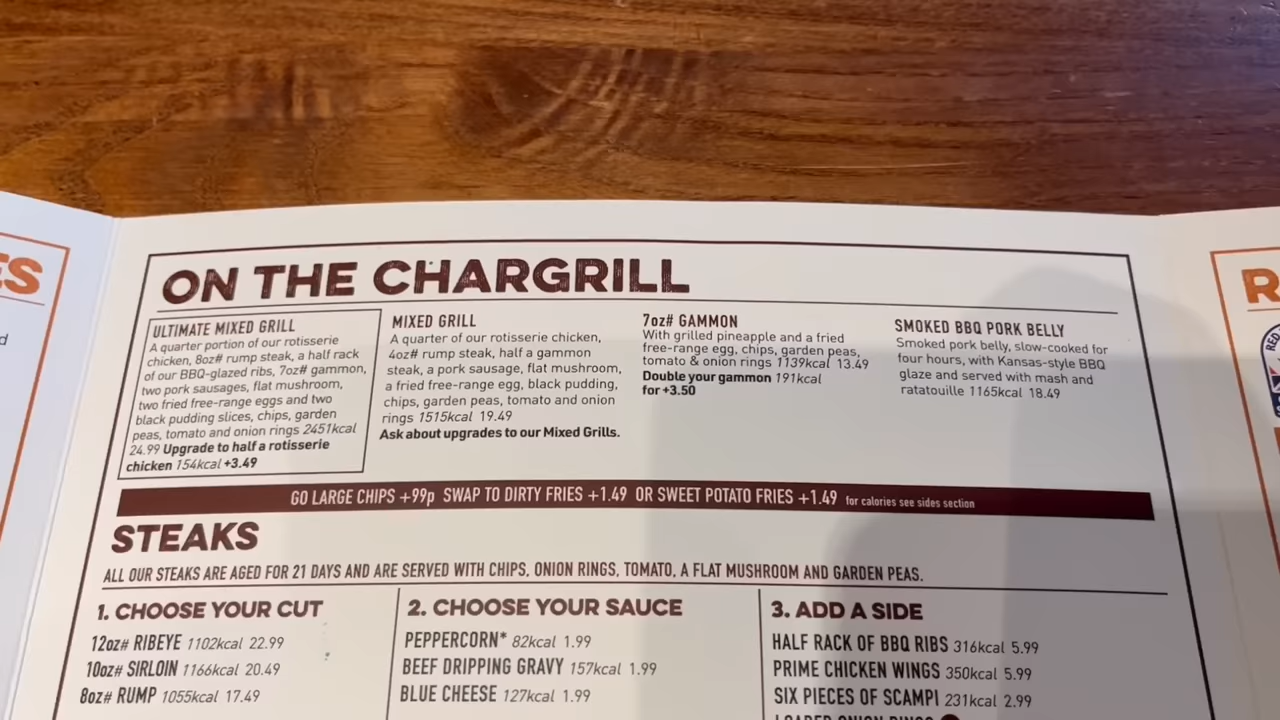 ES
d
ON THE CHARGRILL
ULTIMATE MIXED GRILL
A quarter portion of our rotisserie
chicken, 8oz# rump steak, a half rack
of our BBQ-glazed ribs, 7oz# gammon,
two pork sausages, flat mushroom,
two fried free-range eggs and two
black pudding slices, chips, garden
peas, tomato and onion rings 2451kcal
24.99 Upgrade to half a rotisserie
chicken 154kcal +3.49
MIXED GRILL
A quarter of our rotisserie chicken,
4oz# rump steak, half a gammon
steak, a pork sausage, flat mushroom,
a fried free-range egg, black pudding,
chips, garden peas, tomato and onion
rings 1515kcal 19.49
Ask about upgrades to our Mixed Grills.
7oz# GAMMON
With grilled pineapple and a fried
free-range egg, chips, garden peas,
tomato & onion rings 1139kcal 13.49
Double your gammon 191kcal
for +3.50
SMOKED BBQ PORK BELLY
Smoked pork belly, slow-cooked for
four hours, with Kansas-style BBQ
glaze and served with mash and
ratatouille 1165kcal 18.49
GO LARGE CHIPS +99p SWAP TO DIRTY FRIES +1.49 OR SWEET POTATO FRIES +1.49 for calories see sides section
STEAKS
ALL OUR STEAKS ARE AGED FOR 21 DAYS AND ARE SERVED WITH CHIPS, ONION RINGS, TOMATO, A FLAT MUSHROOM AND GARDEN PEAS.
1. CHOOSE YOUR CUT
12oz# RIBEYE 1102kcal 22.99
10oz# SIRLOIN 1166kcal 20.49
8oz# RUMP 1055kcal 17.49
2. CHOOSE YOUR SAUCE
PEPPERCORN* 82kcal 1.99
BEEF DRIPPING GRAVY 157kcal 1.99
BLUE CHEESE 127kcal 1.99
3. ADD A SIDE
HALF RACK OF BBQ RIBS 316kcal 5.99
PRIME CHICKEN WINGS 350kcal 5.99
SIX PIECES OF SCAMPI 231kcal 2.99
LOADED ONION RINGS
R
RED